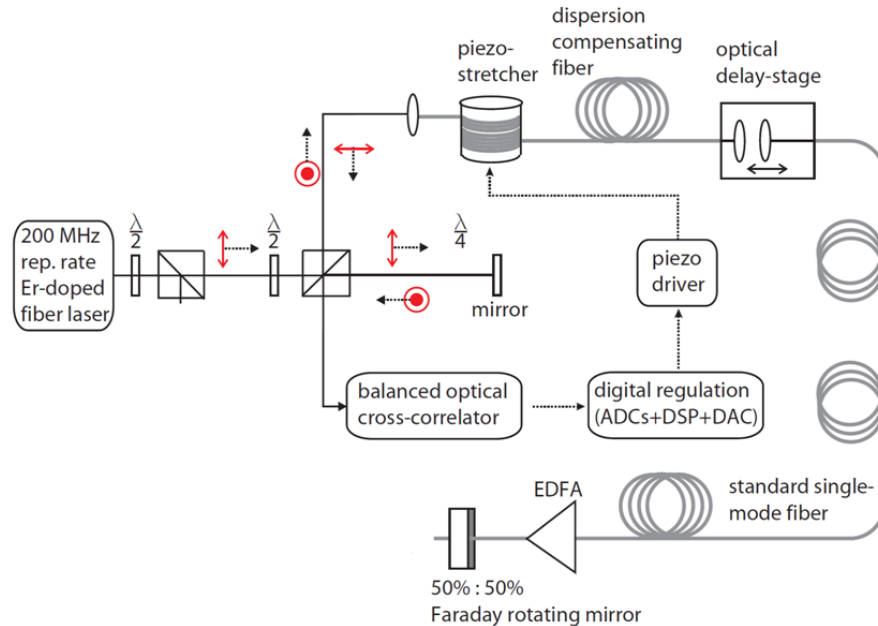 dispersion
compensating
fiber
piezo-
stretcher
optical
delay-stage
200 MHz
rep. rate
Er-doped
fiber laser
λ
2
λ
2
λ
4
mirror
piezo
driver
balanced optical
cross-correlator
digital regulation
(ADCs+DSP+DAC)
EDFA
standard single-
mode fiber
50% : 50%
Faraday rotating mirror